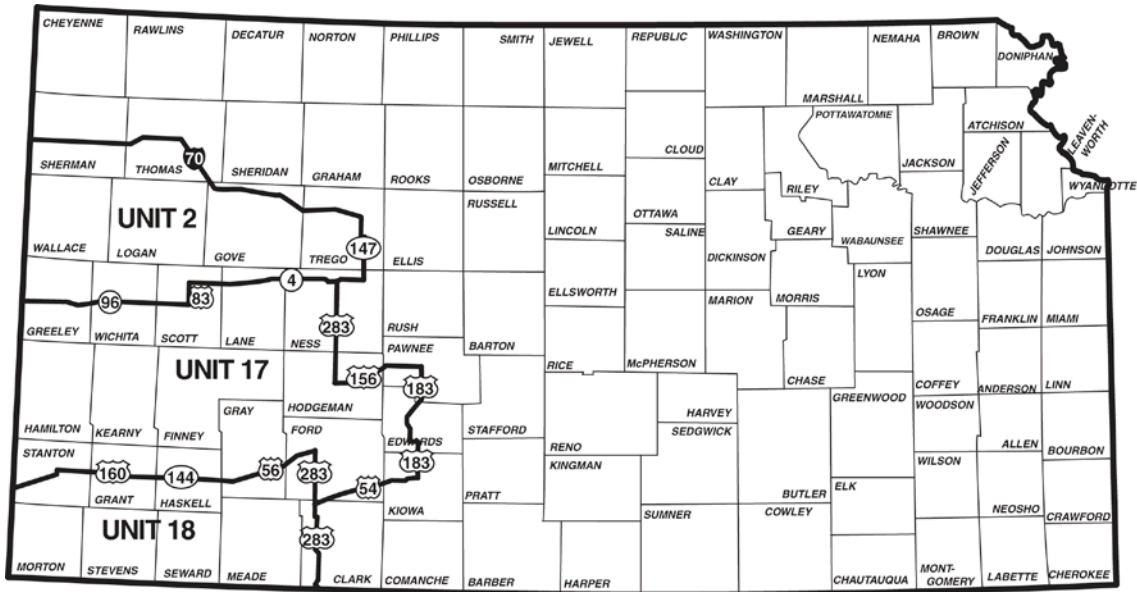 CHEYENNE
RAWLINS
DECATUR
NORTON
PHILLIPS
SMITH
JEWELL
REPUBLIC
WASHINGTON
MARSHALL
NEMAHA
BROWN
DONIPHAN
SHERMAN
THOMAS
70
SHERIDAN
GRAHAM
ROOKS
OSBORNE
MITCHELL
CLOUD
CLAY
RILEY
POTTAWATOMIE
JACKSON
ATCHISON
JEFFERSON
LEAVEN-
WORTH
WYANDOTTE
UNIT 2
WALLACE
LOGAN
GOVE
TREGO
147
ELLIS
RUSSELL
LINCOLN
OTTAWA
SALINE
DICKINSON
GEARY
WABAUNSEE
SHAWNEE
DOUGLAS
JOHNSON
4
96
83
283
GREELEY
WICHITA
SCOTT
LANE
NESS
RUSH
BARTON
ELLSWORTH
RICE
McPHERSON
MARION
MORRIS
CHASE
LYON
OSAGE
FRANKLIN
MIAMI
UNIT 17
156
PAWNEE
183
HAMILTON
KEARNY
FINNEY
GRAY
HODGEMAN
FORD
EDWARDS
183
STAFFORD
RENO
HARVEY
SEDGWICK
BUTLER
GREENWOOD
COFFEY
ANDERSON
LINN
WOODSON
ALLEN
BOURBON
STANTON
160
GRANT
144
HASKELL
56
283
54
KIOWA
PRATT
KINGMAN
ELK
WILSON
NEOSHO
CRAWFORD
UNIT 18
283
MORTON
STEVENS
SEWARD
MEADE
CLARK
COMANCHE
BARBER
HARPER
SUMNER
COWLEY
CHAUTAUQUA
MONT-
GOMERY
LABETTE
CHEROKEE